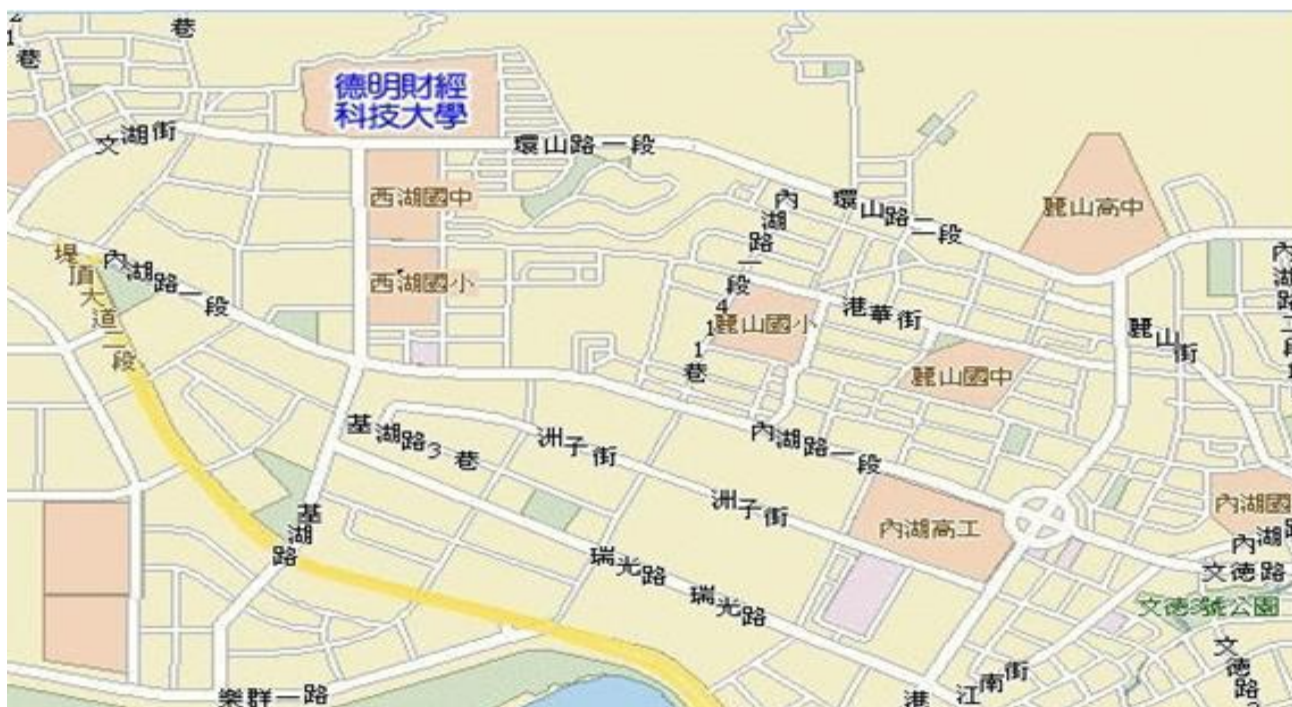 21巷
巷
德明財經
科技大學
文湖街
環山路一段
西湖國中
內湖路一段411巷
環山路二段
麗山高中
堤頂大道二段
內湖路一段
西湖國小
麗山國小
港華街
麗山街
內湖路二段
麗山國中
基湖路3巷
洲子街
內湖路一段
洲子街
內湖高工
內湖國
內湖路
基湖路
瑞光路
瑞光路
文德路
文德3號公園
文德路
樂群一路
港
江南街